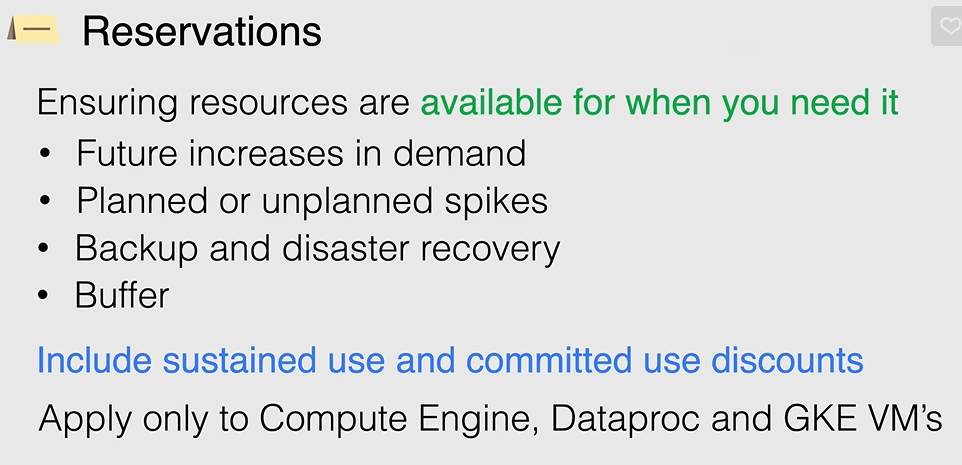 Reservations
Ensuring resources are available for when you need it
• Future increases in demand
• Planned or unplanned spikes
• Backup and disaster recovery
• Buffer
Include sustained use and committed use discounts
Apply only to Compute Engine, Dataproc and GKE VM’s